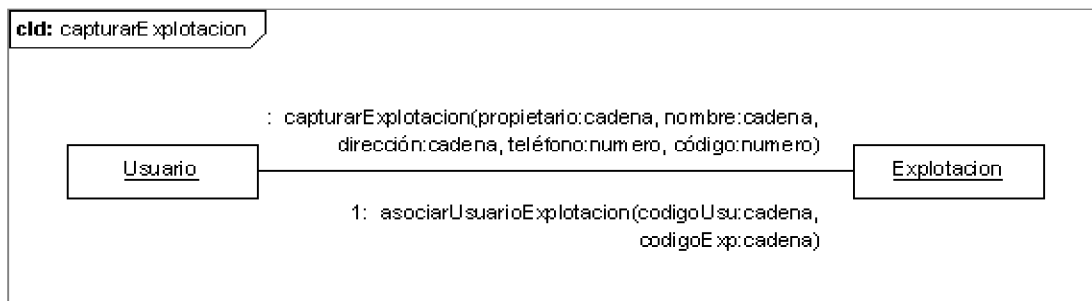 cld: capturarExplotacion
: capturarExplotacion(propietario:cadena, nombre:cadena,
dirección:cadena, teléfono:numero, código:numero)
Usuario
Explotacion
1: asociarUsuarioExplotacion(codigoUsu:cadena,
codigoExp:cadena)